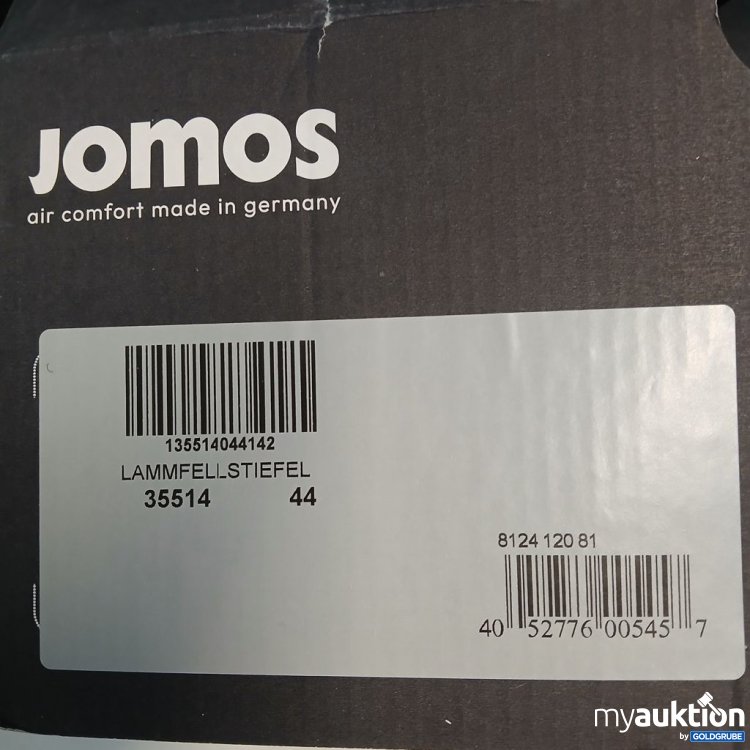 Jomos
air comfort made in germany
135514044142
LAMMFELLSTIEFEL
35514 44
8124 120 81
40 52776 00545 7
myauktion
by GOLDGRUBE